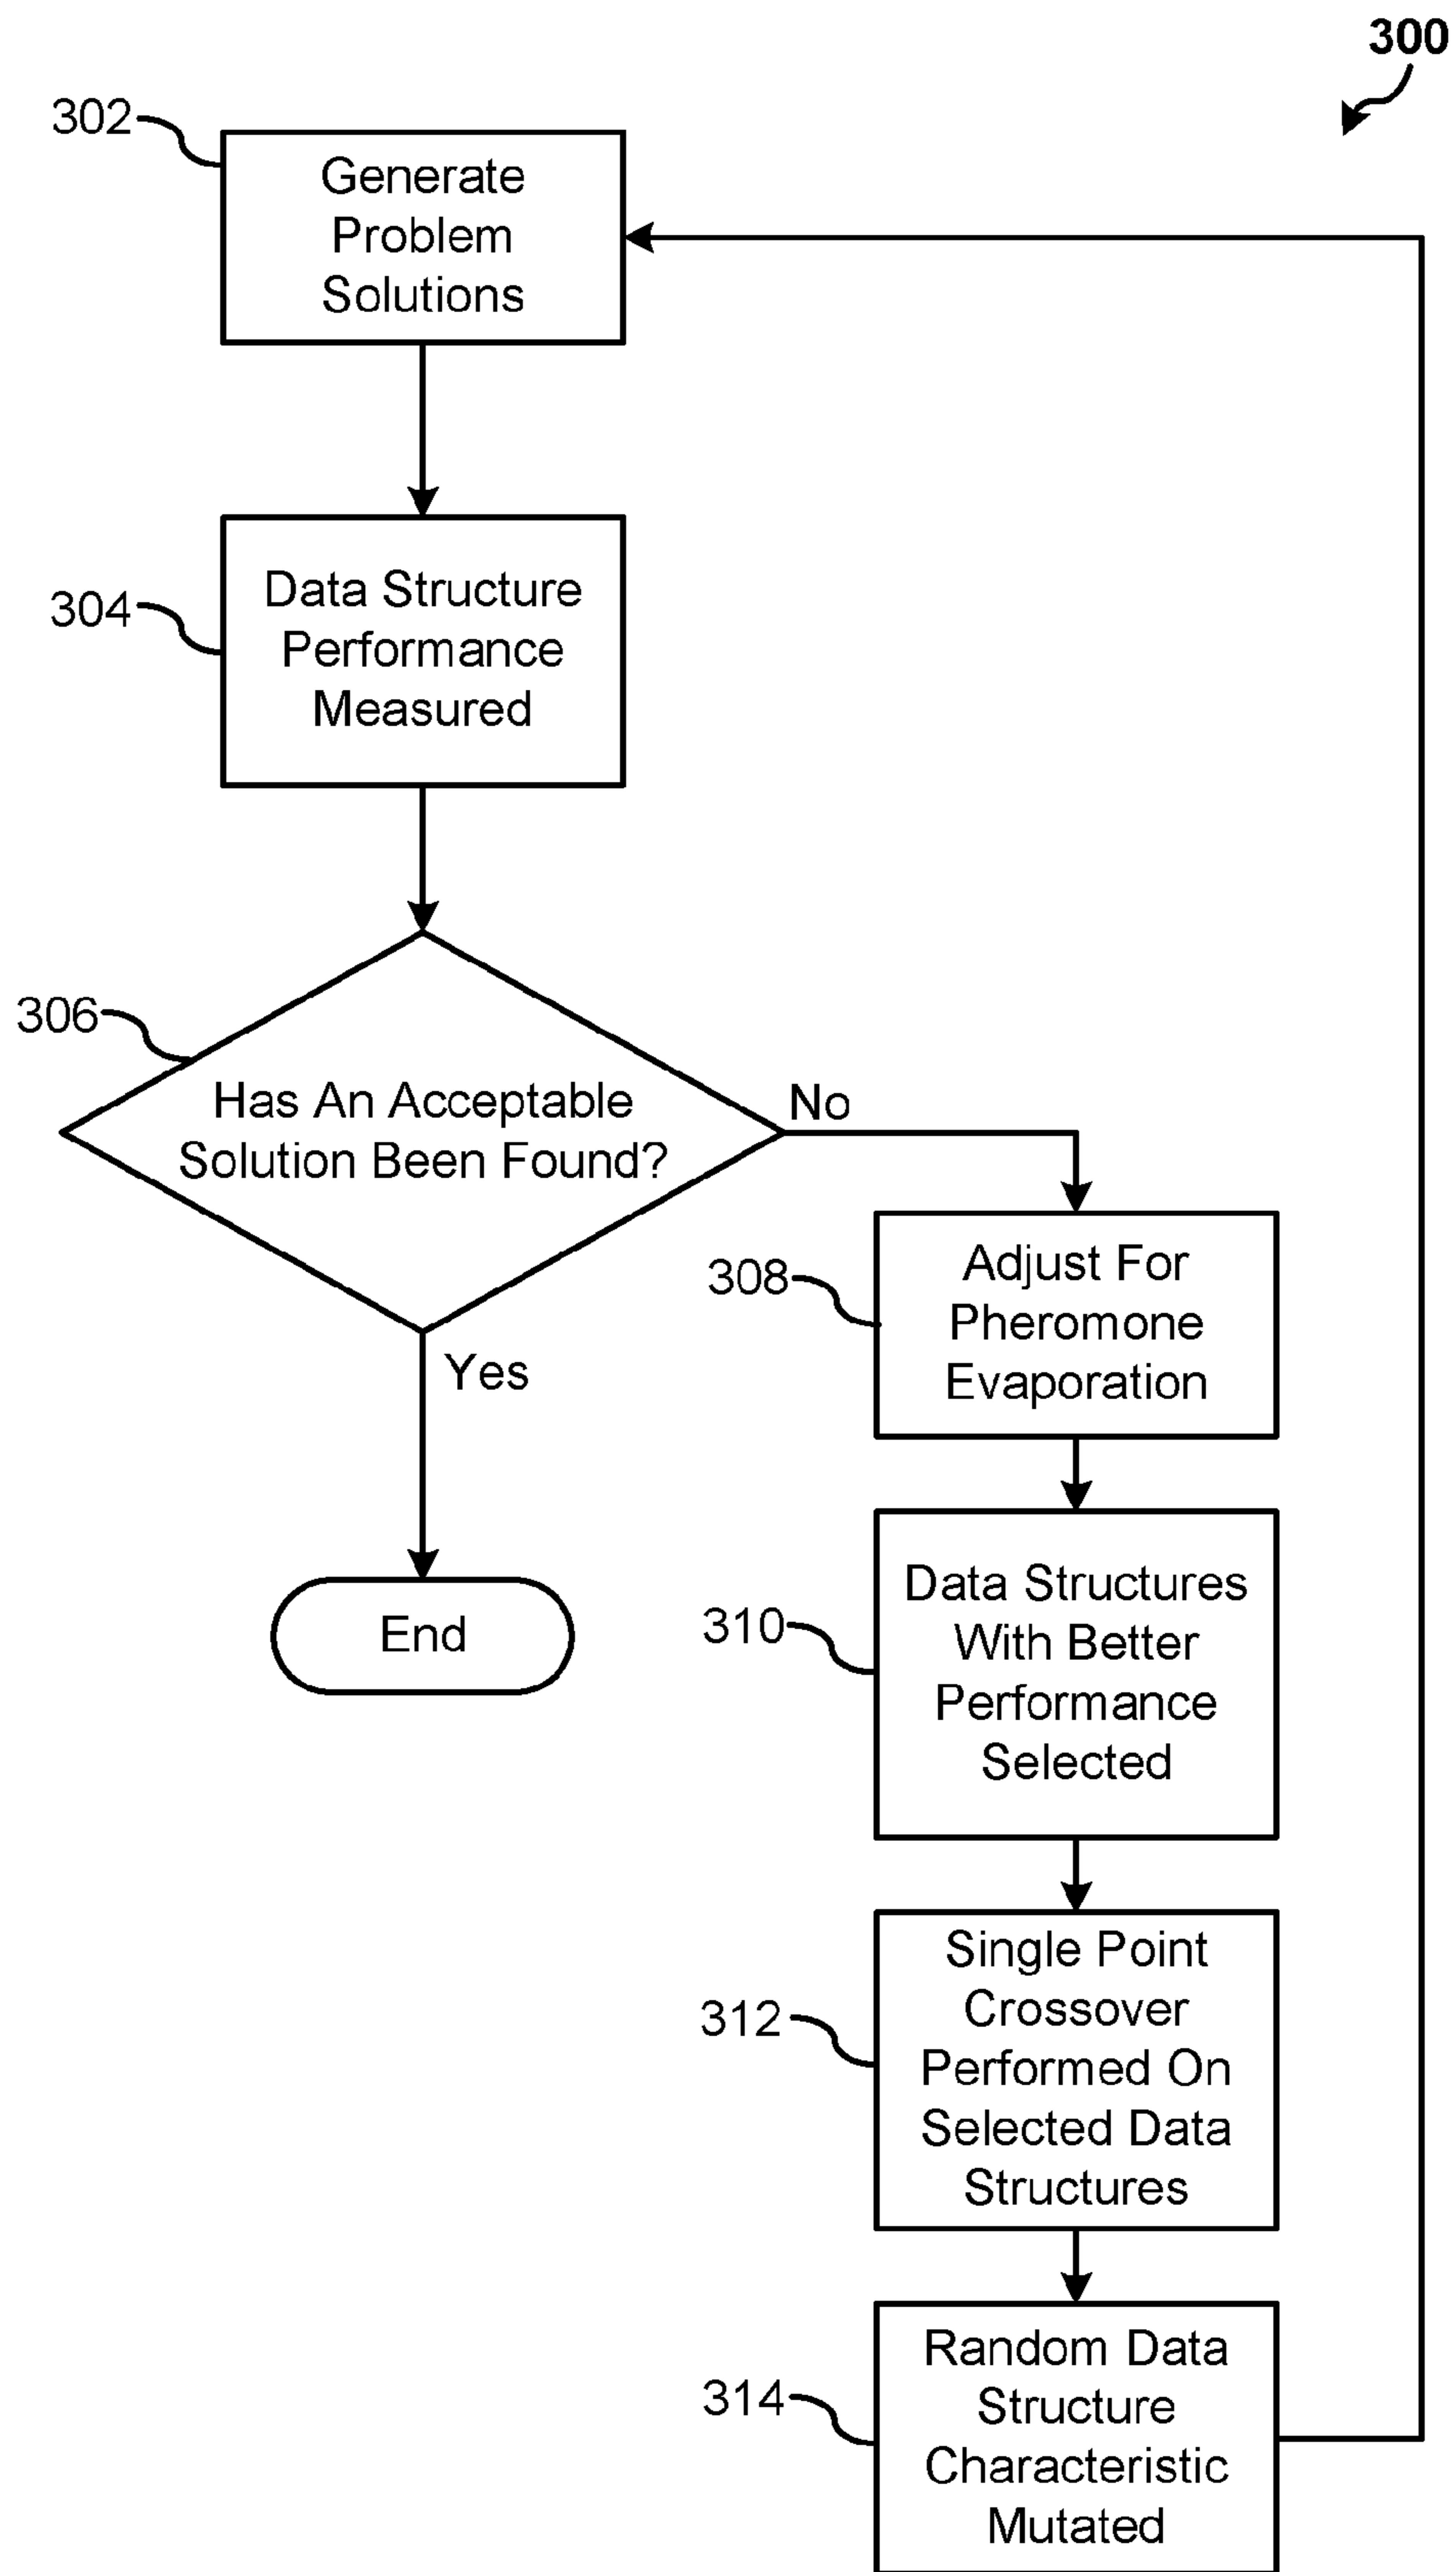 300
302
Generate
Problem
Solutions
304
Data Structure
Performance
Measured
306
Has An Acceptable
Solution Been Found?
No
Yes
End
308
Adjust For
Pheromone
Evaporation
310
Data Structures
With Better
Performance
Selected
312
Single Point
Crossover
Performed On
Selected Data
Structures
314
Random Data
Structure
Characteristic
Mutated